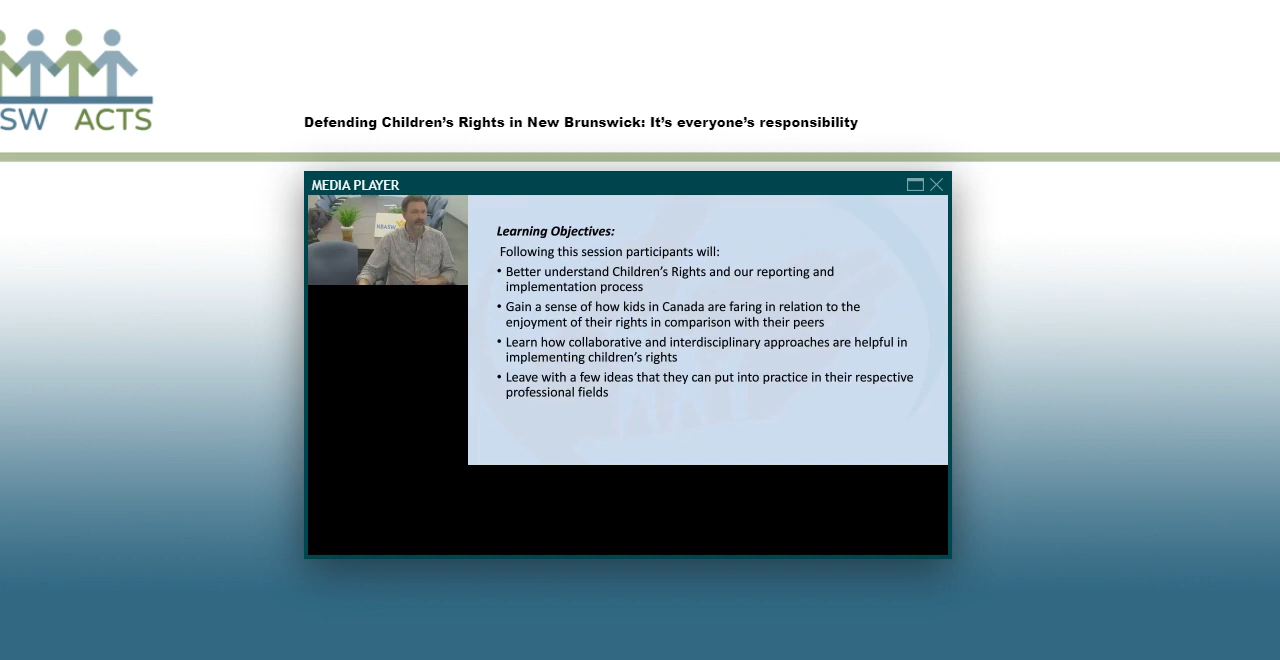 SW ACTS
Defending Children’s Rights in New Brunswick: It’s everyone’s responsibility
MEDIA PLAYER
NBASW
Learning Objectives:
Following this session participants will:
• Better understand Children’s Rights and our reporting and
implementation process
• Gain a sense of how kids in Canada are faring in relation to the
enjoyment of their rights in comparison with their peers
• Learn how collaborative and interdisciplinary approaches are helpful in
implementing children’s rights
• Leave with a few ideas that they can put into practice in their respective
professional fields